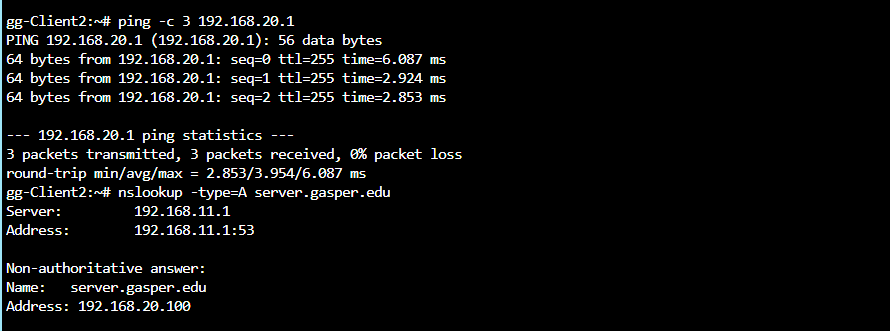 gg-Client2:~# ping -c 3 192.168.20.1
PING 192.168.20.1 (192.168.20.1): 56 data bytes
64 bytes from 192.168.20.1: seq=0 ttl=255 time=6.087 ms
64 bytes from 192.168.20.1: seq=1 ttl=255 time=2.924 ms
64 bytes from 192.168.20.1: seq=2 ttl=255 time=2.853 ms

--- 192.168.20.1 ping statistics ---
3 packets transmitted, 3 packets received, 0% packet loss
round-trip min/avg/max = 2.853/3.954/6.087 ms
gg-Client2:~# nslookup -type=A server.gasper.edu
Server:         192.168.11.1
Address:        192.168.11.1:53

Non-authoritative answer:
Name:   server.gasper.edu
Address: 192.168.20.100